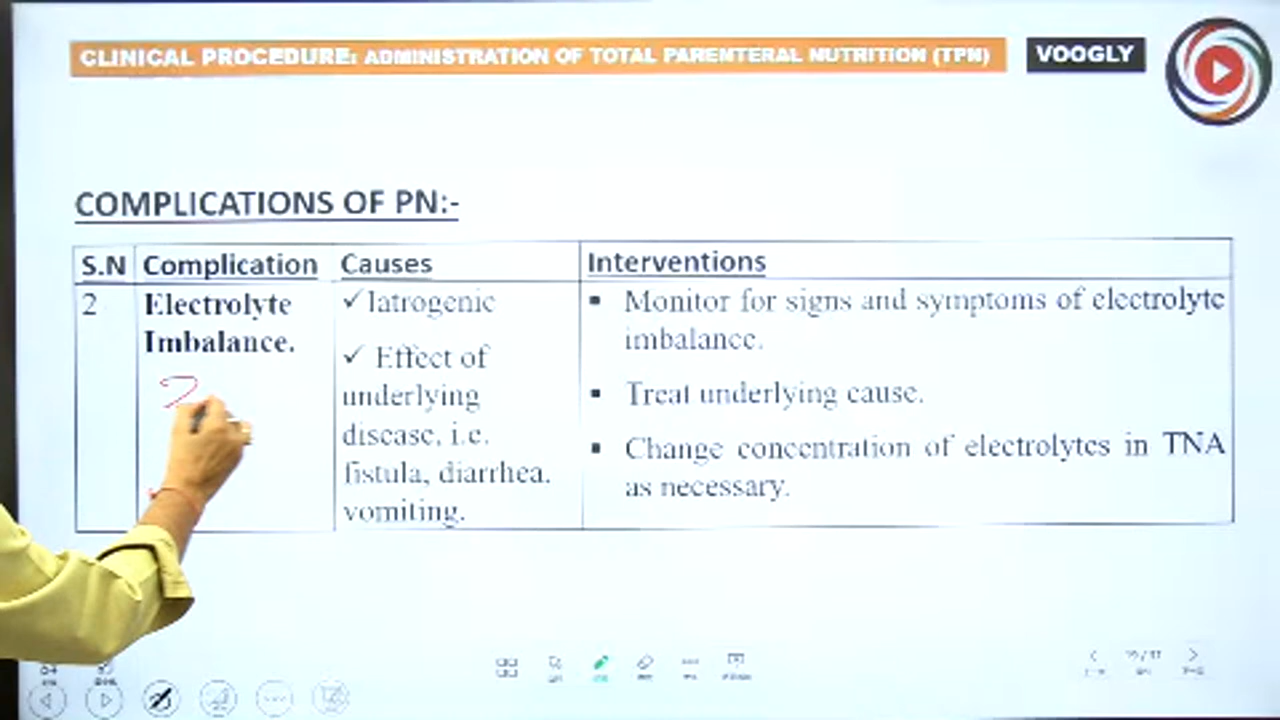 CLINICAL PROCEDURE: ADMINISTRATION OF TOTAL PARENTERAL NUTRITION (TPN)
VOOGLY
COMPLICATIONS OF PN:-
S.N Complication Causes Interventions
2
Electrolyte
Imbalance.
✓ Iatrogenic
✓ Effect of
underlying
disease, i.e.
fistula, diarrhea,
vomiting.
▪ Monitor for signs and symptoms of electrolyte
imbalance.
▪ Treat underlying cause.
▪ Change concentration of electrolytes in TNA
as necessary.